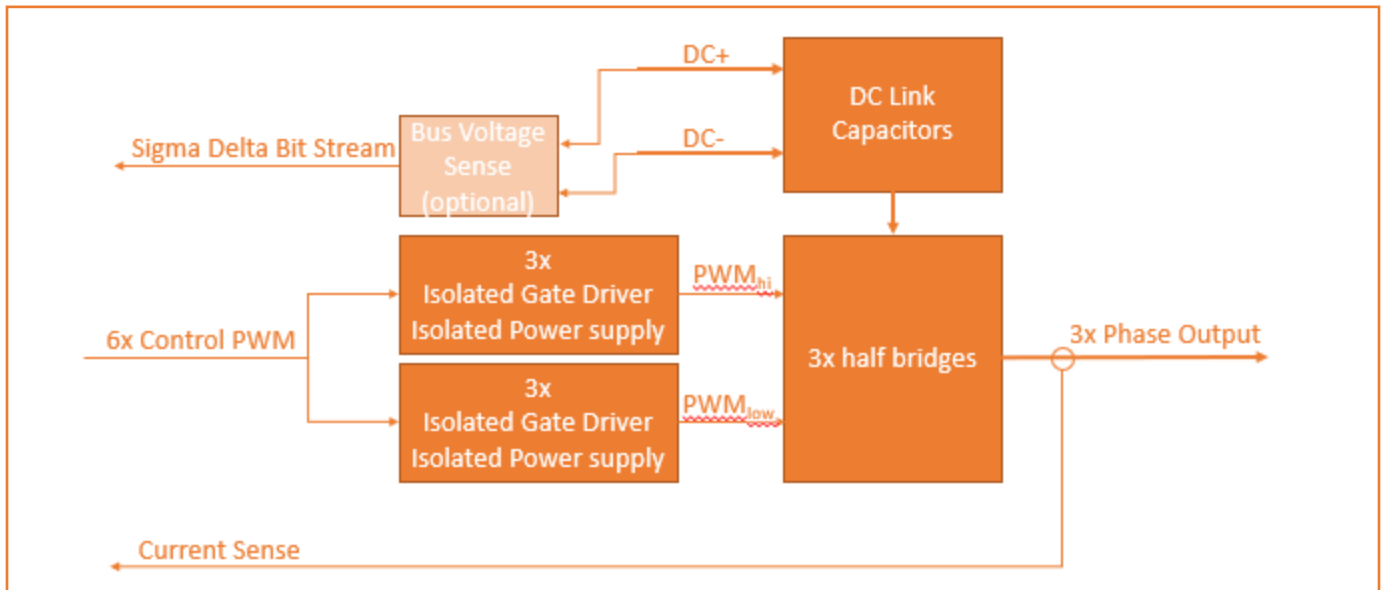 DC+
DC Link
Capacitors
Bus Voltage
Sense
(optional)
Sigma Delta Bit Stream
DC-
3x
Isolated Gate Driver
Isolated Power supply
PWMhi
6x Control PWM
3x half bridges
3x Phase Output
3x
Isolated Gate Driver
Isolated Power supply
PWMlow
Current Sense